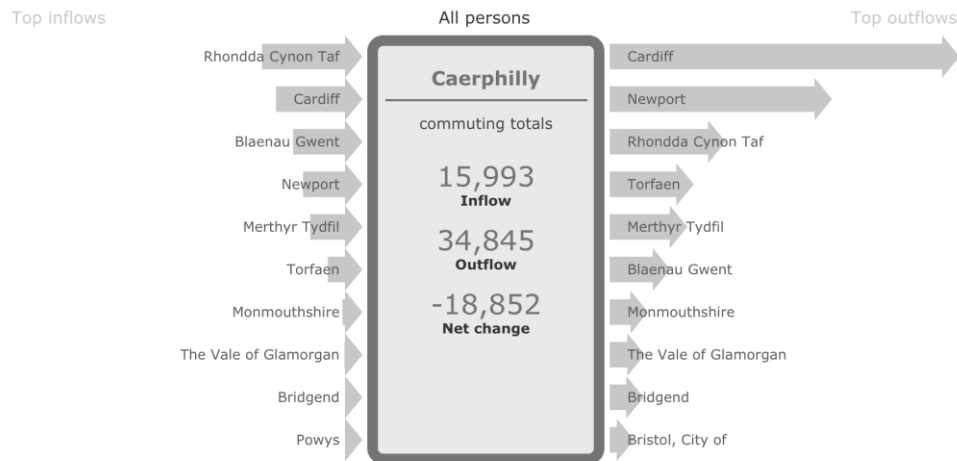 Top inflows
All persons
Top outflows
Rhondda Cynon Taf
Cardiff
Blaenau Gwent
Newport
Merthyr Tydfil
Torfaen
Monmouthshire
The Vale of Glamorgan
Bridgend
Powys
Caerphilly
commuting totals
15,993
Inflow
34,845
Outflow
-18,852
Net change
Cardiff
Newport
Rhondda Cynon Taf
Torfaen
Merthyr Tydfil
Blaenau Gwent
Monmouthshire
The Vale of Glamorgan
Bridgend
Bristol, City of